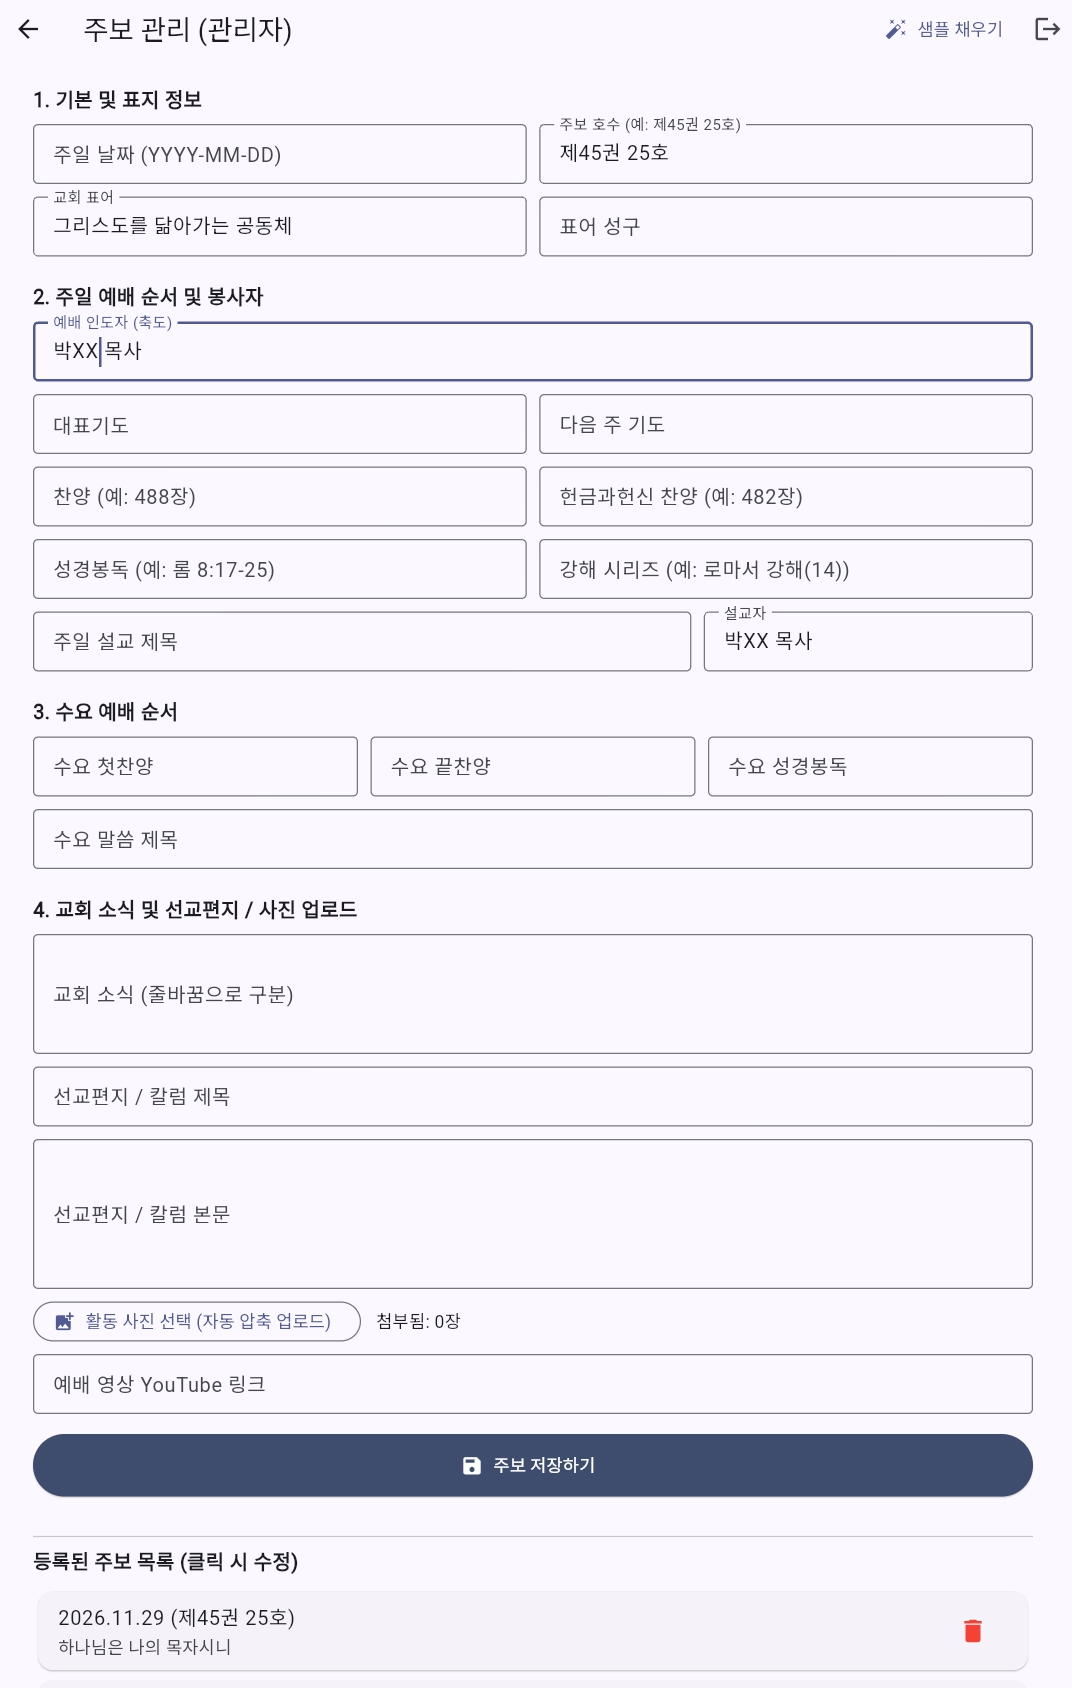 주보 관리 (관리자)
샘플 채우기
1. 기본 및 표지 정보
주일 날짜 (YYYY-MM-DD)
주보 호수 (예: 제45권 25호)
제45권 25호
교회 표어
그리스도를 닮아가는 공동체
표어 성구
2. 주일 예배 순서 및 봉사자
예배 인도자 (축도)
박XX 목사
대표기도
다음 주 기도
찬양 (예: 488장)
헌금과헌신 찬양 (예: 482장)
성경봉독 (예: 롬 8:17-25)
강해 시리즈 (예: 로마서 강해(14))
주일 설교 제목
설교자
박XX 목사
3. 수요 예배 순서
수요 첫찬양
수요 끝찬양
수요 성경봉독
수요 말씀 제목
4. 교회 소식 및 선교편지 / 사진 업로드
교회 소식 (줄바꿈으로 구분)
선교편지 / 칼럼 제목
선교편지 / 칼럼 본문
활동 사진 선택 (자동 압축 업로드)
첨부됨: 0장
예배 영상 YouTube 링크
주보 저장하기
등록된 주보 목록 (클릭 시 수정)
2026.11.29 (제45권 25호)
하나님은 나의 목자시니